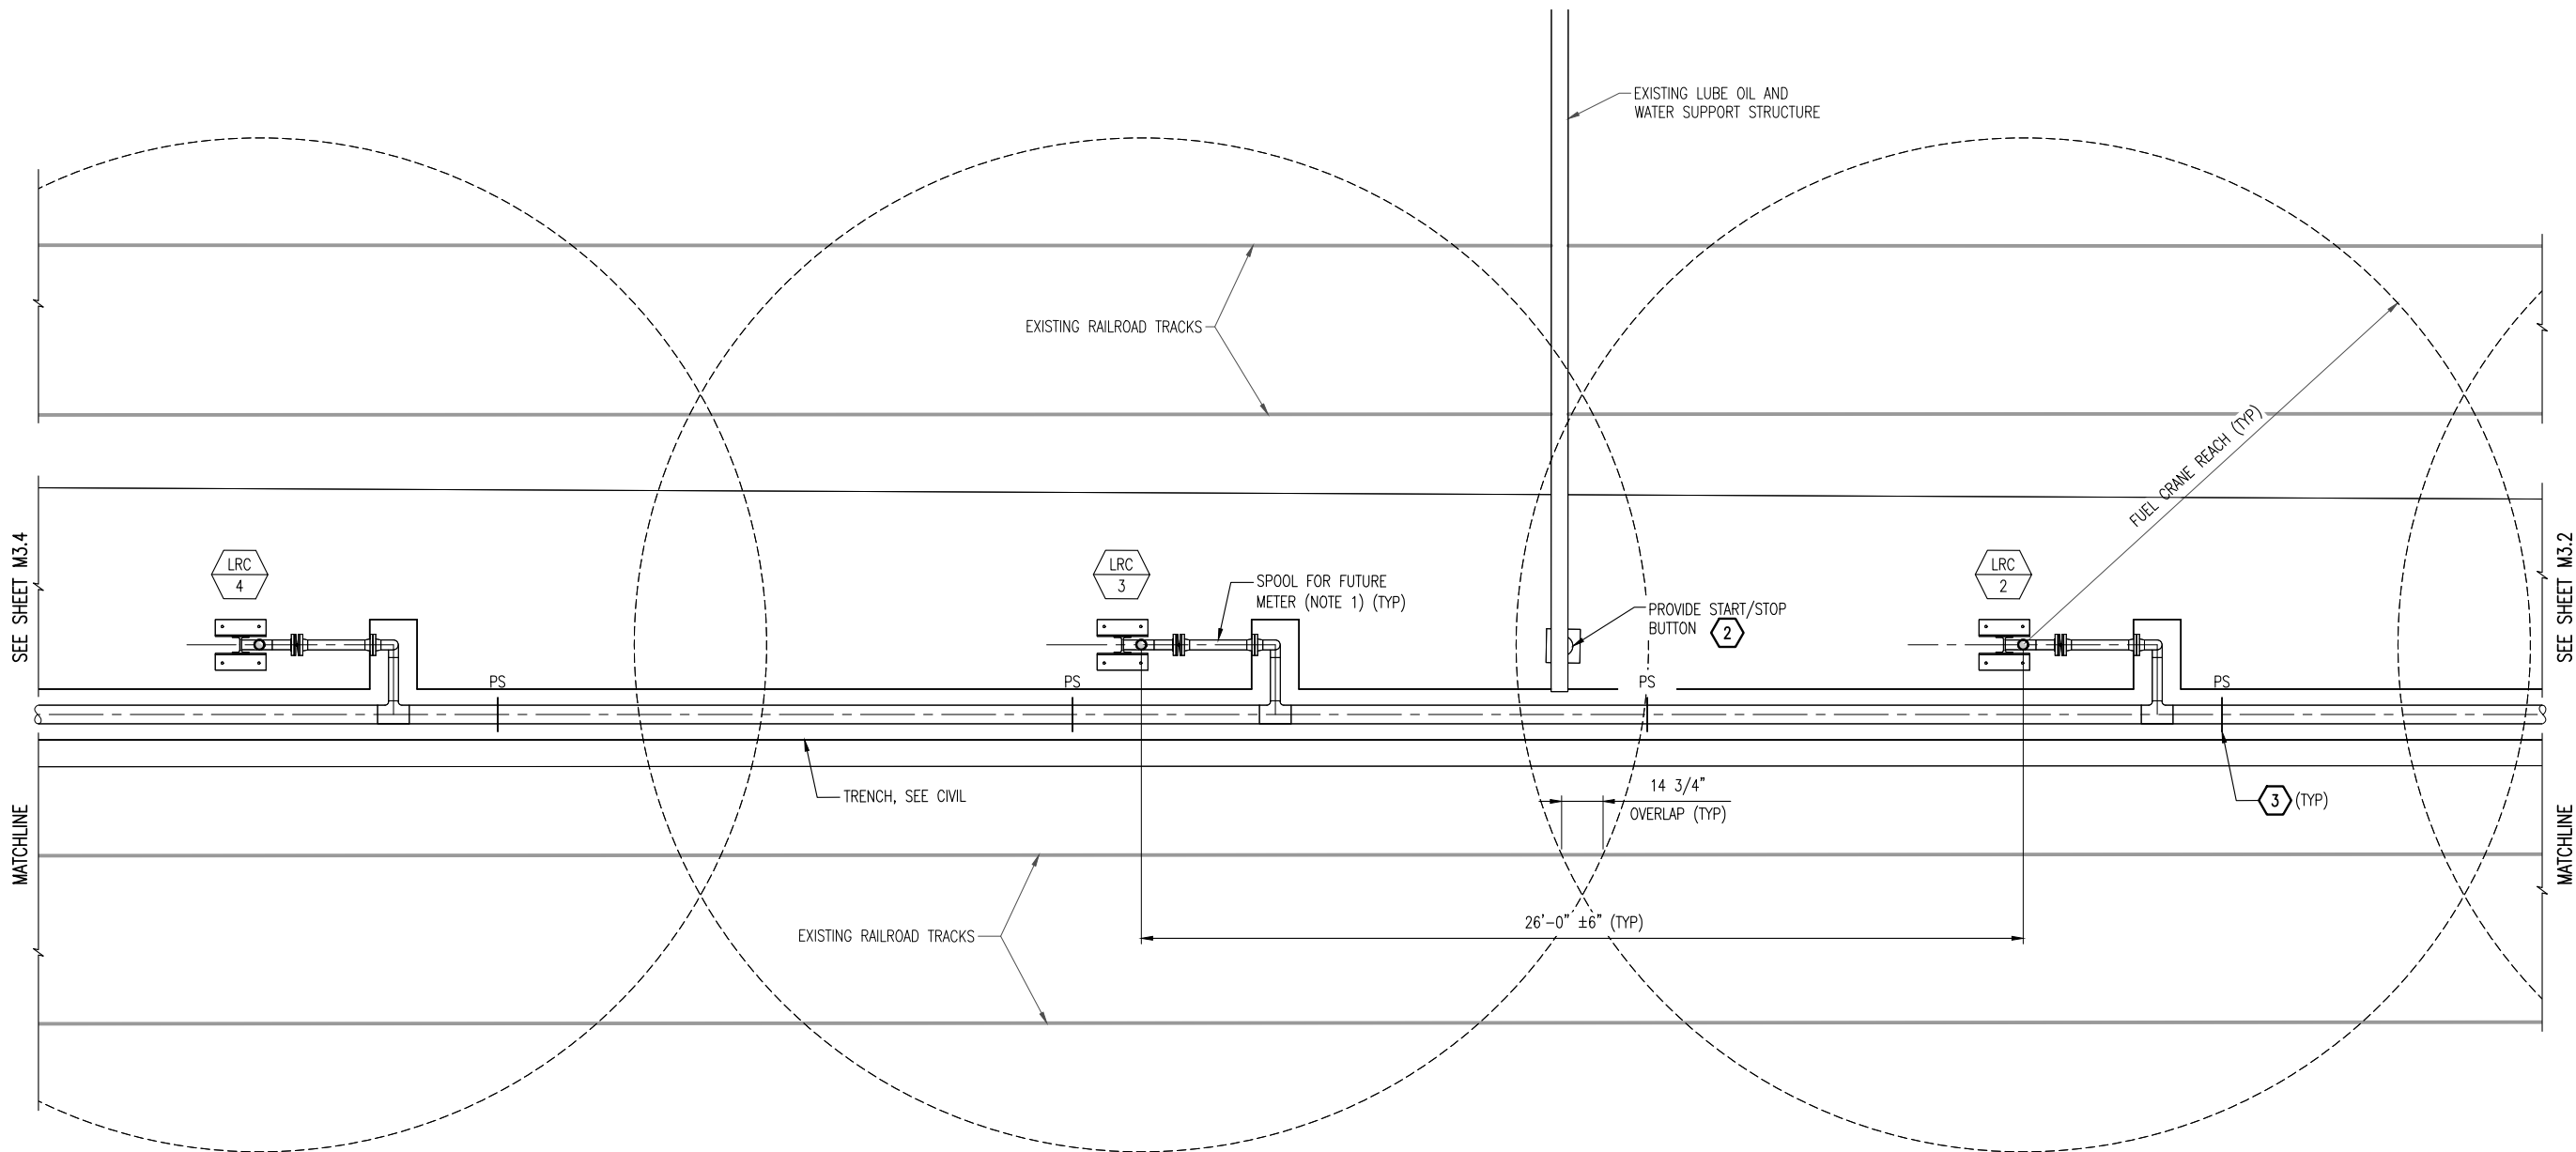 EXISTING LUBE OIL AND
WATER SUPPORT STRUCTURE
EXISTING RAILROAD TRACKS
FUEL CRANE REACH (TYP)
SEE SHEET M3.4
SEE SHEET M3.2
LRC
4
LRC
3
LRC
2
SPOOL FOR FUTURE
METER (NOTE 1) (TYP)
PROVIDE START/STOP
BUTTON 2
PS
PS
PS
PS
TRENCH, SEE CIVIL
14 3/4"
OVERLAP (TYP)
3 (TYP)
MATCHLINE
MATCHLINE
26'-0" ±6" (TYP)
EXISTING RAILROAD TRACKS